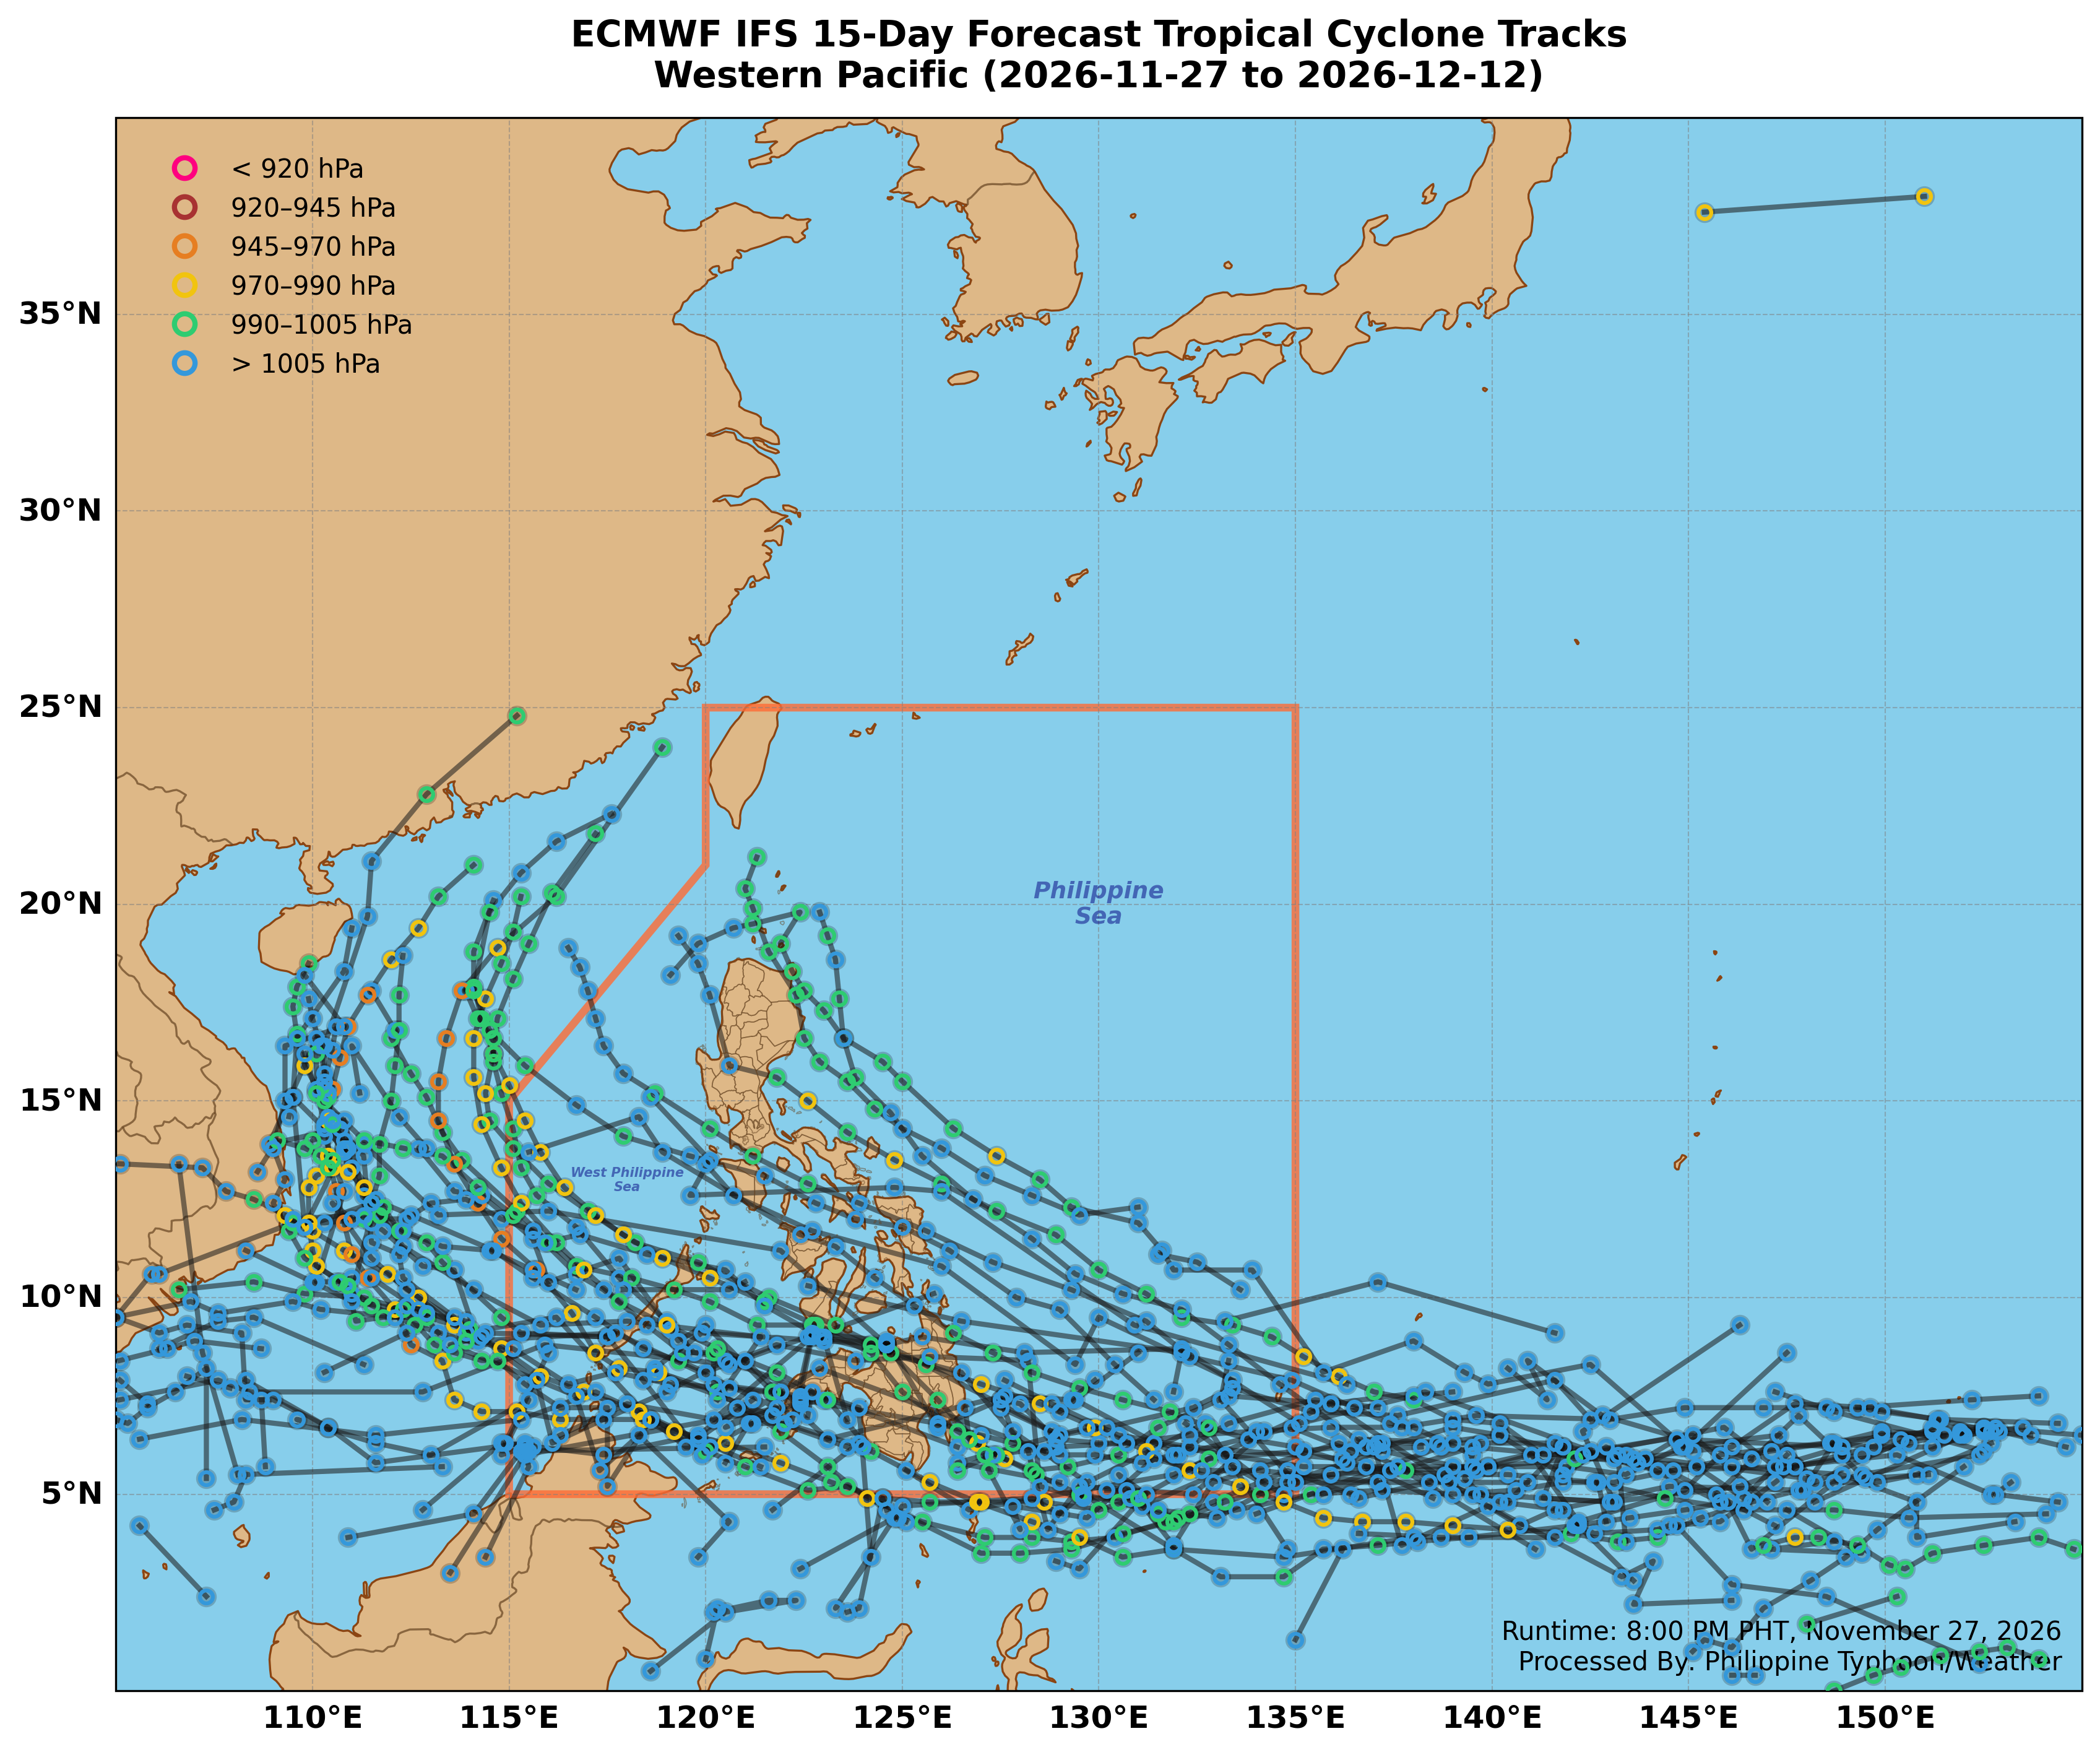 ECMWF IFS 15-Day Forecast Tropical Cyclone Tracks
Western Pacific (2026-11-27 to 2026-12-12)
< 920 hPa
920–945 hPa
945–970 hPa
970–990 hPa
990–1005 hPa
> 1005 hPa
35°N
30°N
25°N
20°N
15°N
10°N
5°N
Philippine
Sea
West Philippine
Sea
Runtime: 8:00 PM PHT, November 27, 2026
Processed By: Philippine Typhoon/Weather
110°E
115°E
120°E
125°E
130°E
135°E
140°E
145°E
150°E